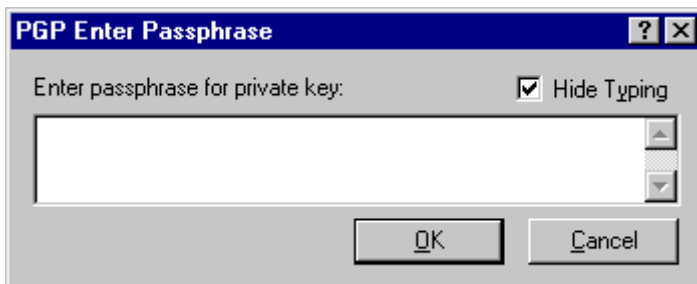 PGP Enter Passphrase
Enter passphrase for private key:
Hide Typing
OK
Cancel